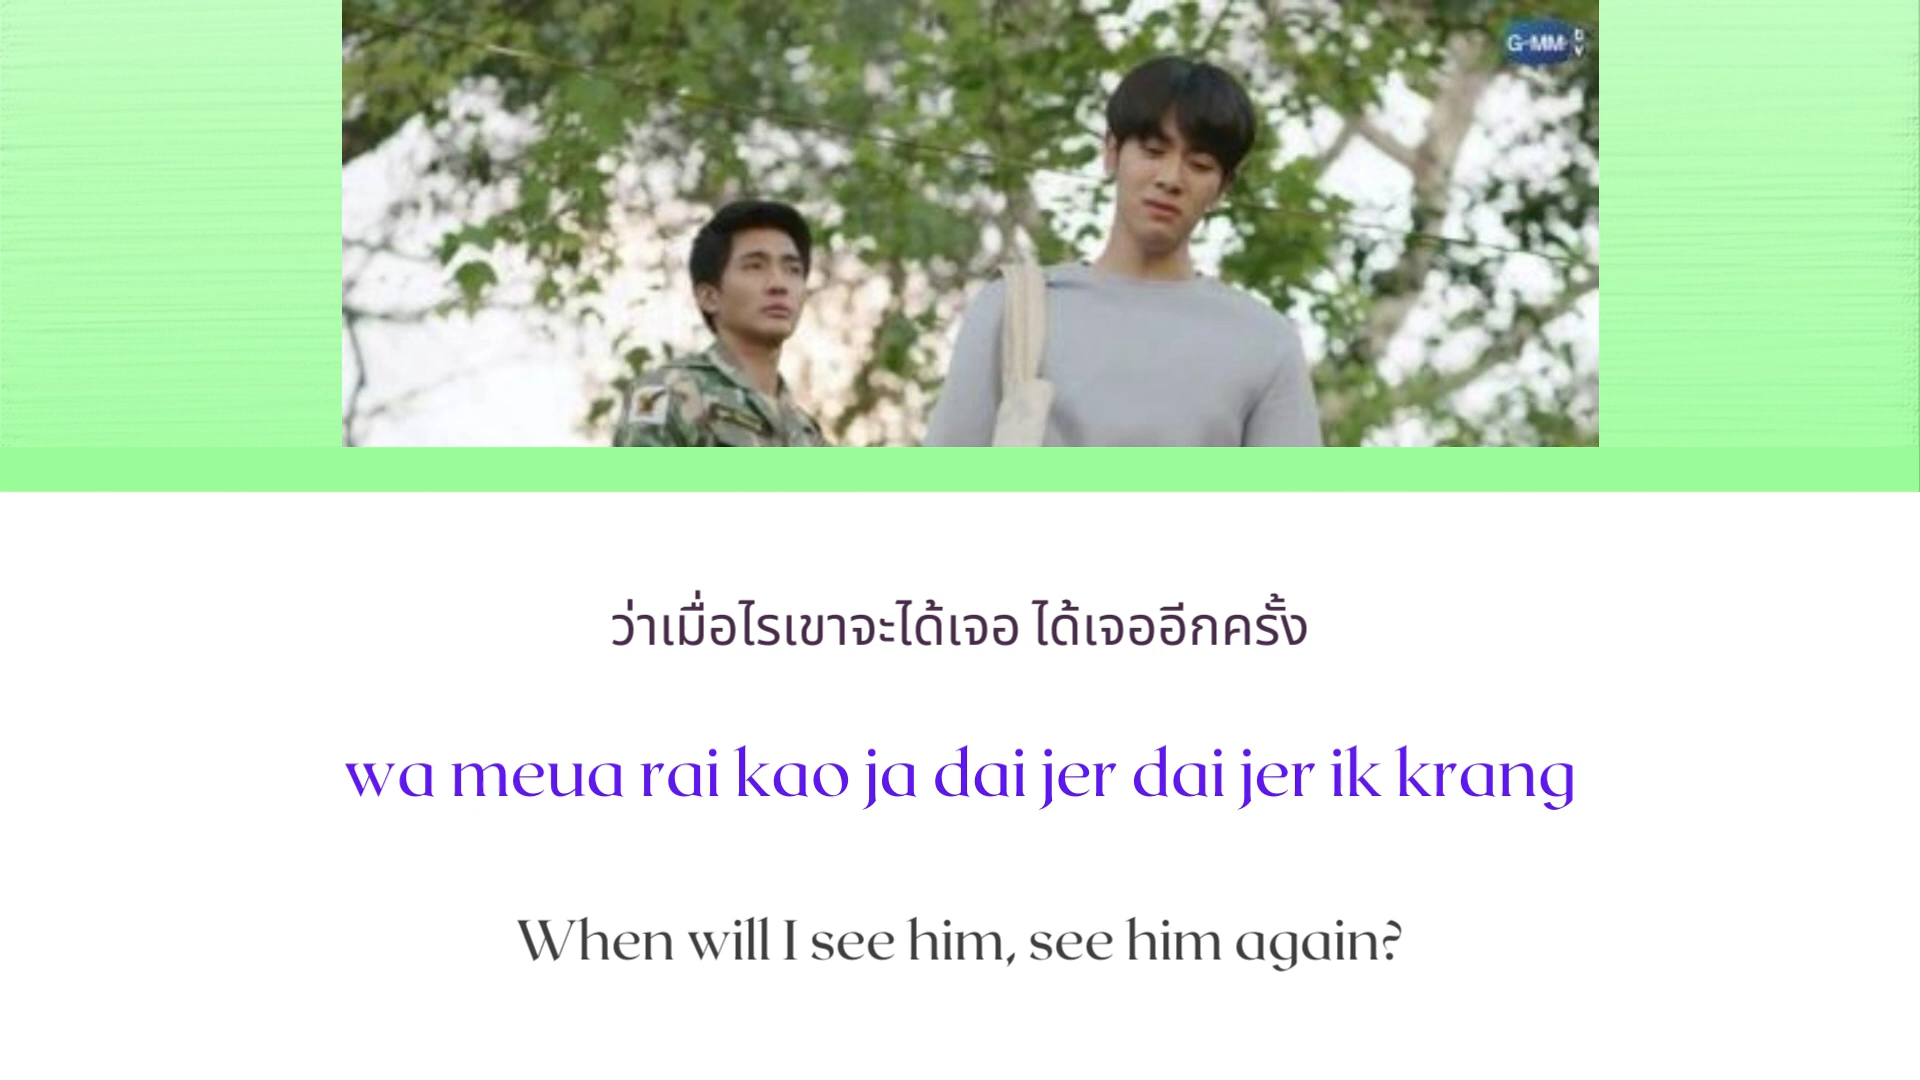 GMM
TV
ว่าเมื่อไรเขาจะได้เจอ ได้เจออีกครั้ง
wa meua rai kao ja dai jer dai jer ik krang
When will I see him, see him again?